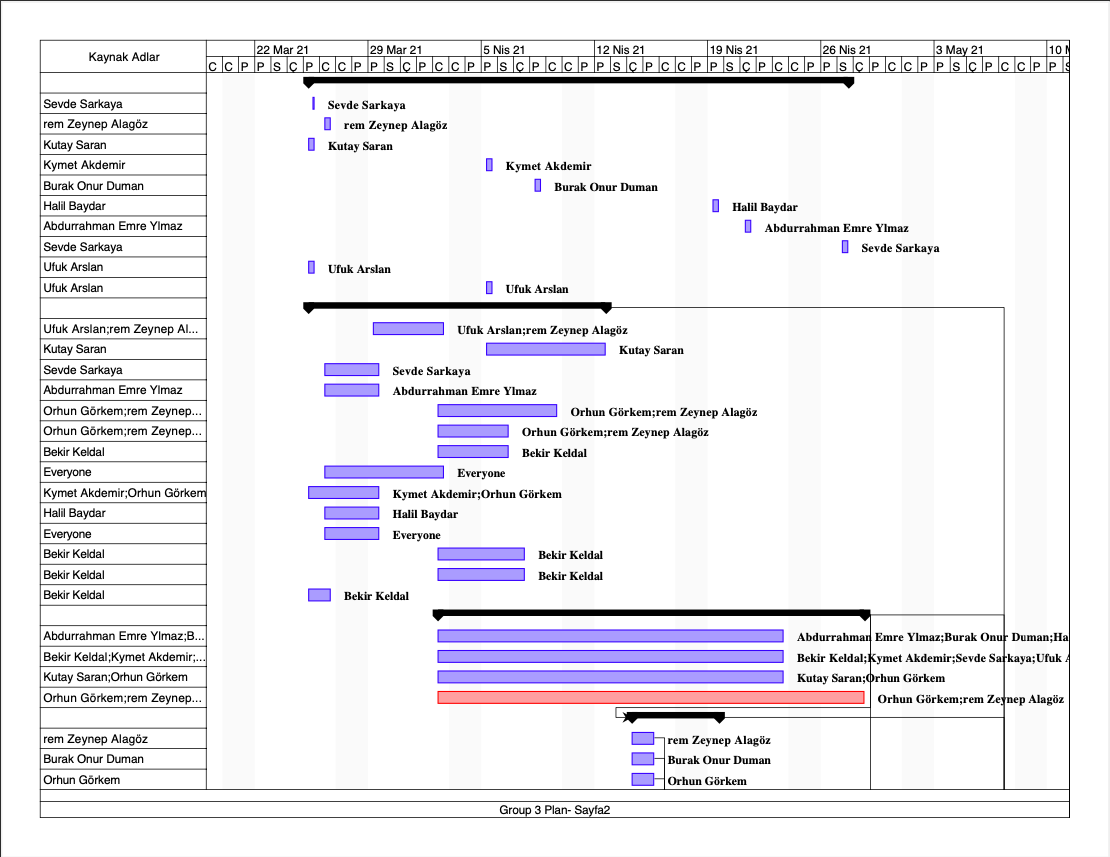 Kaynak Adlar
22 Mar 21 29 Mar 21 5 Nis 21 12 Nis 21 19 Nis 21 26 Nis 21 3 May 21 10 M
C C P P S Ç P C C P P S Ç P C C P P S Ç P C C P P S Ç P C C P P S Ç P C C P P S Ç P C C P P S Ç P C C P P S
Sevde Sarkaya Sevde Sarkaya
rem Zeynep Alagöz rem Zeynep Alagöz
Kutay Saran Kutay Saran
Kymet Akdemir Kymet Akdemir
Burak Onur Duman Burak Onur Duman
Halil Baydar Halil Baydar
Abdurrahman Emre Ylmaz Abdurrahman Emre Ylmaz
Sevde Sarkaya Sevde Sarkaya
Ufuk Arslan Ufuk Arslan
Ufuk Arslan Ufuk Arslan
Ufuk Arslan;rem Zeynep Al... Ufuk Arslan;rem Zeynep Alagöz
Kutay Saran Kutay Saran
Sevde Sarkaya Sevde Sarkaya
Abdurrahman Emre Ylmaz Abdurrahman Emre Ylmaz
Orhun Görkem;rem Zeynep... Orhun Görkem;rem Zeynep Alagöz
Orhun Görkem;rem Zeynep... Orhun Görkem;rem Zeynep Alagöz
Bekir Keldal Bekir Keldal
Everyone Everyone
Kymet Akdemir;Orhun Görkem Kymet Akdemir;Orhun Görkem
Halil Baydar Halil Baydar
Everyone Everyone
Bekir Keldal Bekir Keldal
Bekir Keldal Bekir Keldal
Bekir Keldal Bekir Keldal
Abdurrahman Emre Ylmaz;B... Abdurrahman Emre Ylmaz;Burak Onur Duman;Ha
Bekir Keldal;Kymet Akdemir;... Bekir Keldal;Kymet Akdemir;Sevde Sarkaya;Ufuk A
Kutay Saran;Orhun Görkem Kutay Saran;Orhun Görkem
Orhun Görkem;rem Zeynep... Orhun Görkem;rem Zeynep Alagöz
rem Zeynep Alagöz rem Zeynep Alagöz
Burak Onur Duman Burak Onur Duman
Orhun Görkem Orhun Görkem
Group 3 Plan- Sayfa2